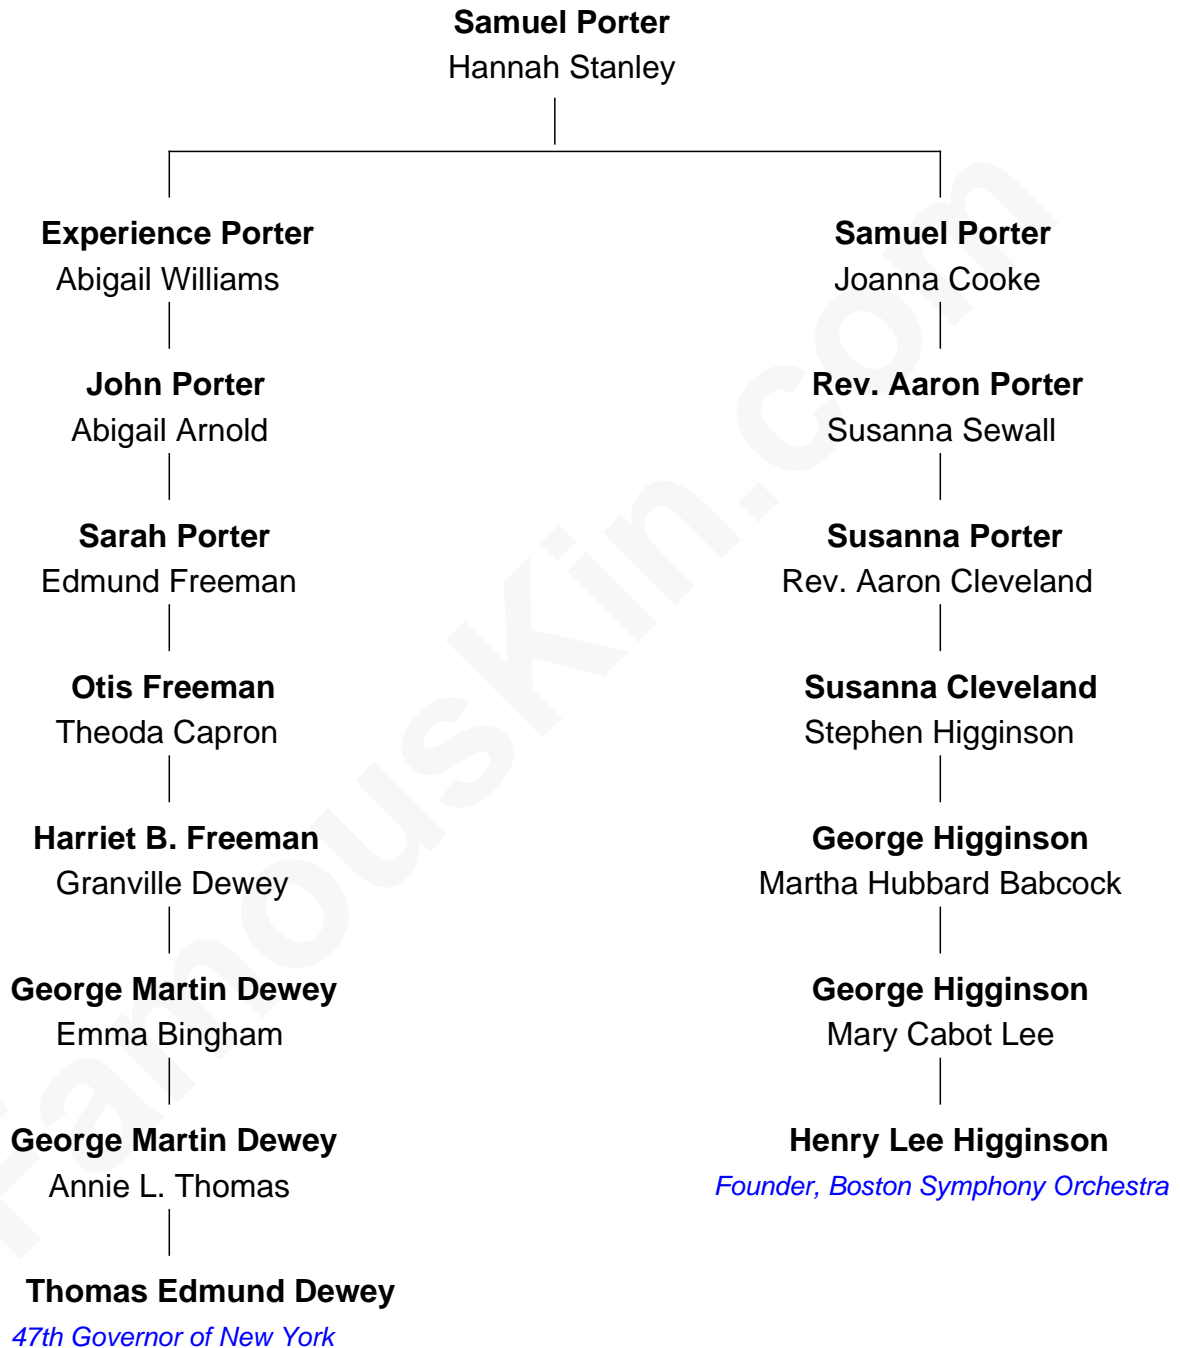 Samuel Porter
Hannah Stanley
Experience Porter
Abigail Williams
John Porter
Abigail Arnold
Sarah Porter
Edmund Freeman
Otis Freeman
Theoda Capron
Harriet B. Freeman
Granville Dewey
George Martin Dewey
Emma Bingham
George Martin Dewey
Annie L. Thomas
Thomas Edmund Dewey
47th Governor of New York
Samuel Porter
Joanna Cooke
Rev. Aaron Porter
Susanna Sewall
Susanna Porter
Rev. Aaron Cleveland
Susanna Cleveland
Stephen Higginson
George Higginson
Martha Hubbard Babcock
George Higginson
Mary Cabot Lee
Henry Lee Higginson
Founder, Boston Symphony Orchestra
FamousKin.com